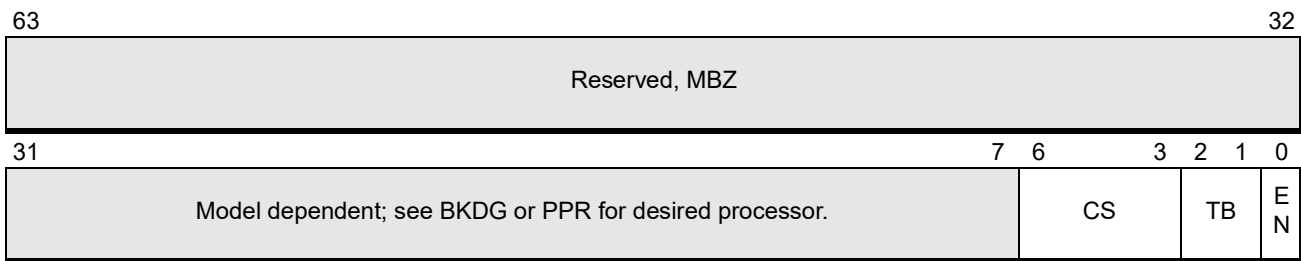 63 32
Reserved, MBZ
31 7 6 3 2 1 0
Model dependent; see BKDG or PPR for desired processor. CS TB E
N